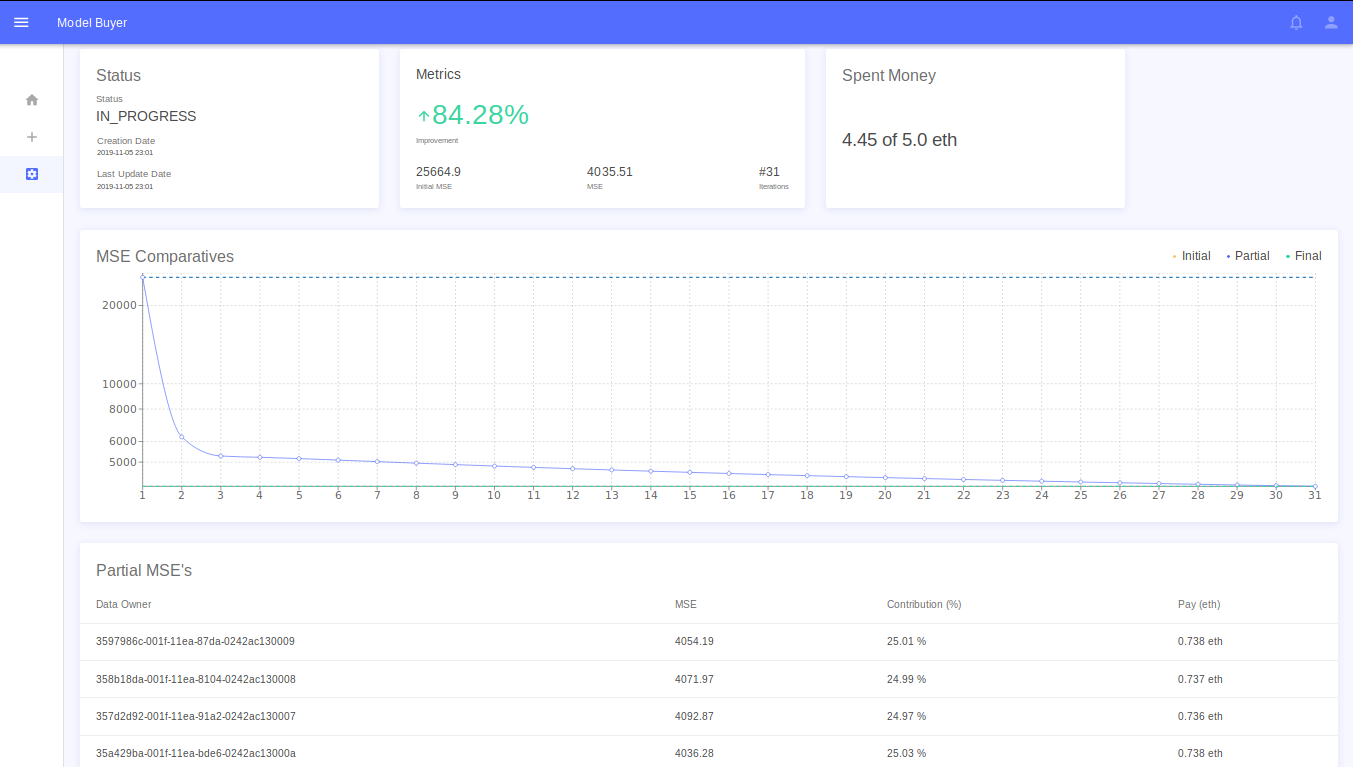 Model Buyer
Status
Status
IN_PROGRESS
Creation Date
2019-11-05 23:01
Last Update Date
2019-11-05 23:01
Metrics
84.28%
Improvement
25664.9
Initial MSE
4035.51
MSE
#31
Iterations
Spent Money
4.45 of 5.0 eth
MSE Comparatives
Initial Partial Final
20000
10000
8000
6000
5000
1 2 3 4 5 6 7 8 9 10 11 12 13 14 15 16 17 18 19 20 21 22 23 24 25 26 27 28 29 30 31
Partial MSE's
Data Owner MSE Contribution (%) Pay (eth)
3597986c-001f-11ea-87da-0242ac130009 4054.19 25.01 % 0.738 eth
358b18da-001f-11ea-8104-0242ac130008 4071.97 24.99 % 0.737 eth
357d2d92-001f-11ea-91a2-0242ac130007 4092.87 24.97 % 0.736 eth
35a429ba-001f-11ea-bde6-0242ac13000a 4036.28 25.03 % 0.738 eth